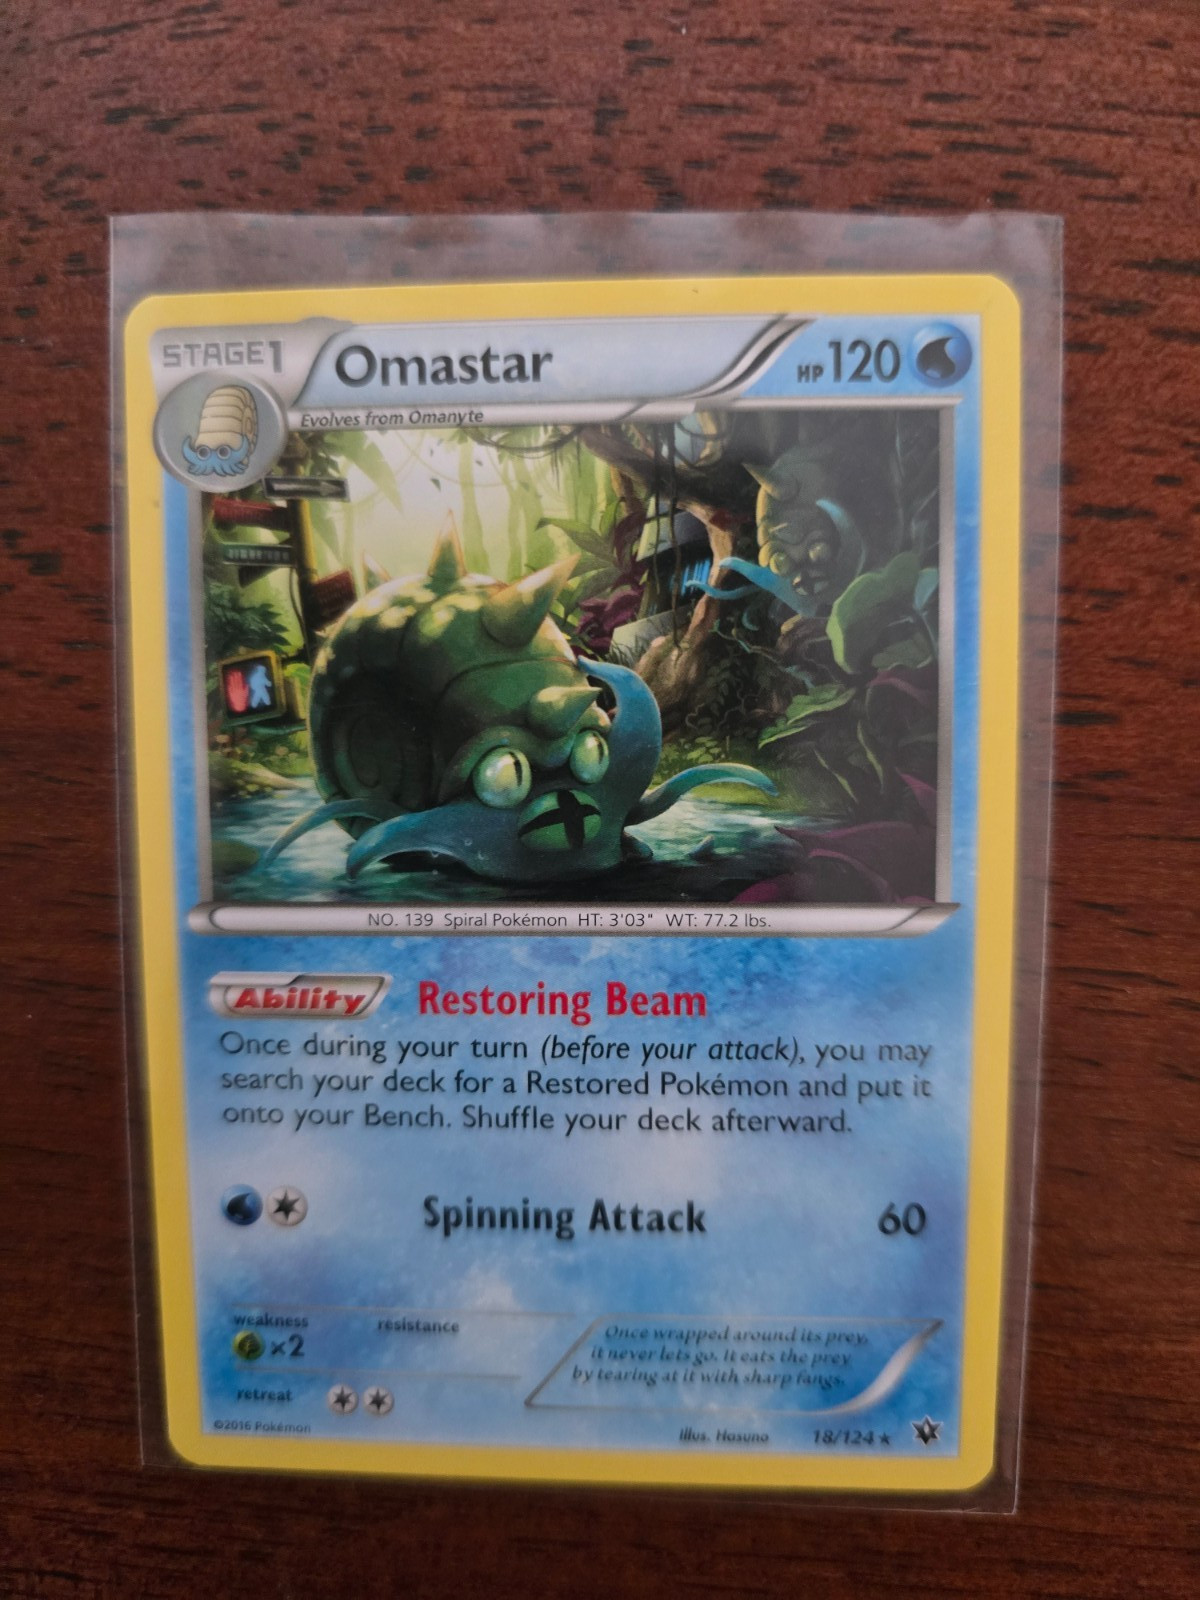 STAGE1
Omastar
HP 120
Evolves from Omanyte
NO. 139 Spiral Pokémon HT: 3'03" WT: 77.2 lbs.
Ability Restoring Beam
Once during your turn (before your attack), you may
search your deck for a Restored Pokémon and put it
onto your Bench. Shuffle your deck afterward.
Spinning Attack 60
weakness resistance
×2
retreat
Once wrapped around its prey,
it never lets go. It eats the prey
by tearing at it with sharp fangs.
©2016 Pokémon
Illus. Hasuno 18/124 ★